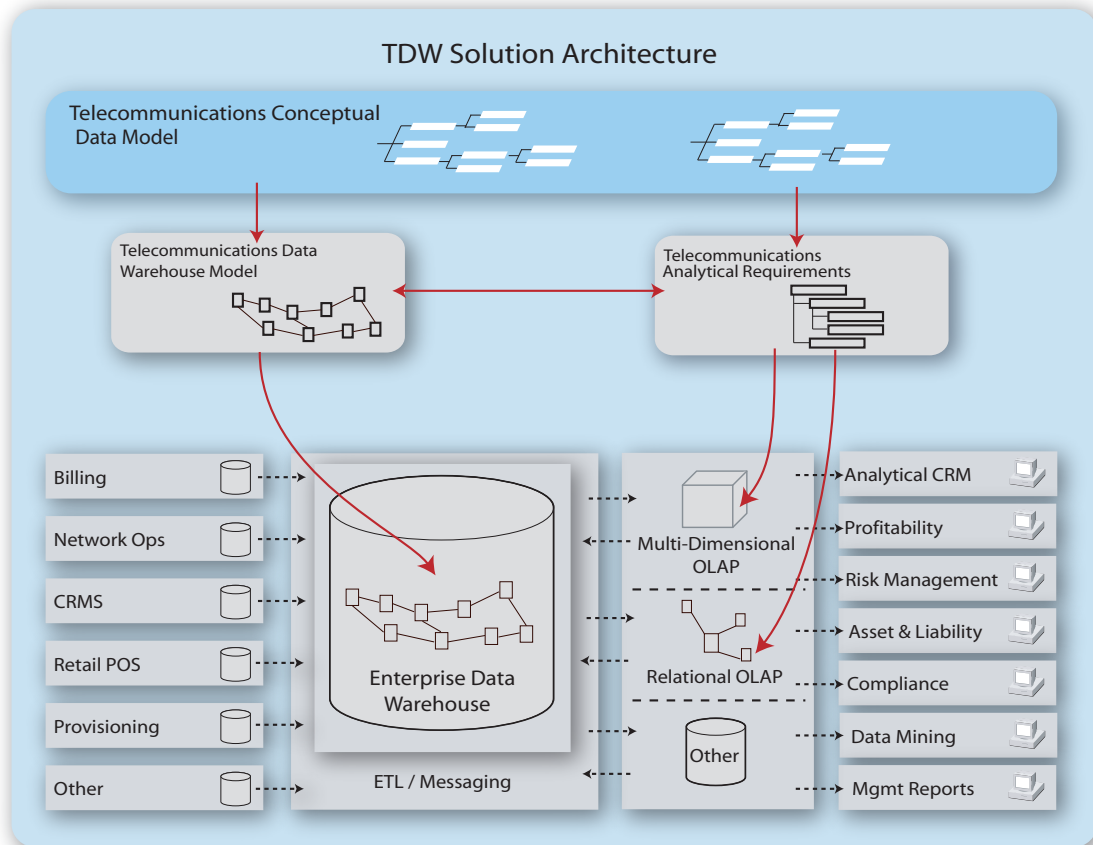 TDW Solution Architecture
Telecommunications Conceptual
Data Model
Telecommunications Data
Warehouse Model
Telecommunications
Analytical Requirements
Billing
Network Ops
CRMS
Retail POS
Provisioning
Other
Enterprise Data
Warehouse
ETL / Messaging
Multi-Dimensional
OLAP
Relational OLAP
Other
Analytical CRM
Profitability
Risk Management
Asset & Liability
Compliance
Data Mining
Mgmt Reports